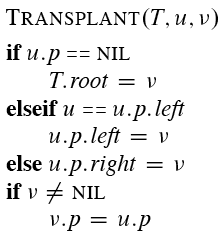 TRANSPLANT(T, u, v)
if u.p == NIL
T.root = v
elseif u == u.p.left
u.p.left = v
else u.p.right = v
if v ≠ NIL
v.p = u.p